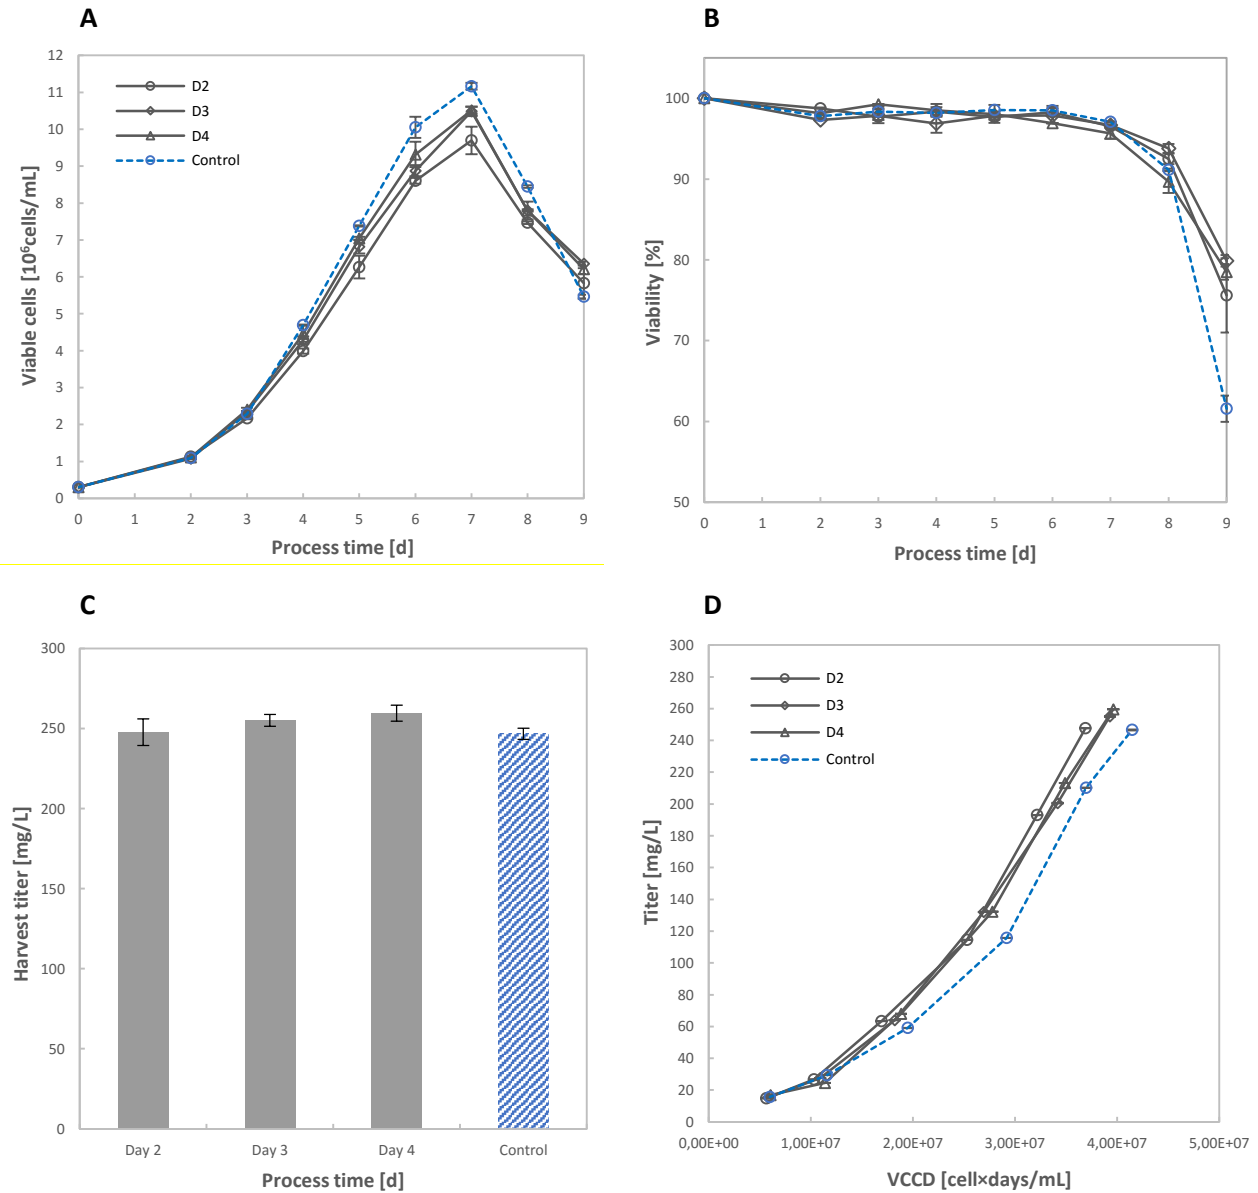 A
Viable cells [10⁶cells/mL]
12
11
10
9
8
7
6
5
4
3
2
1
0
D2
D3
D4
Control
0 1 2 3 4 5 6 7 8 9
Process time [d]
B
Viability [%]
100
90
80
70
60
50
0 1 2 3 4 5 6 7 8 9
Process time [d]
C
Harvest titer [mg/L]
300
250
200
150
100
50
0
Day 2 Day 3 Day 4 Control
Process time [d]
D
Titer [mg/L]
300
280
260
240
220
200
180
160
140
120
100
80
60
40
20
0
D2
D3
D4
Control
0,00E+00 1,00E+07 2,00E+07 3,00E+07 4,00E+07 5,00E+07
VCCD [cell×days/mL]